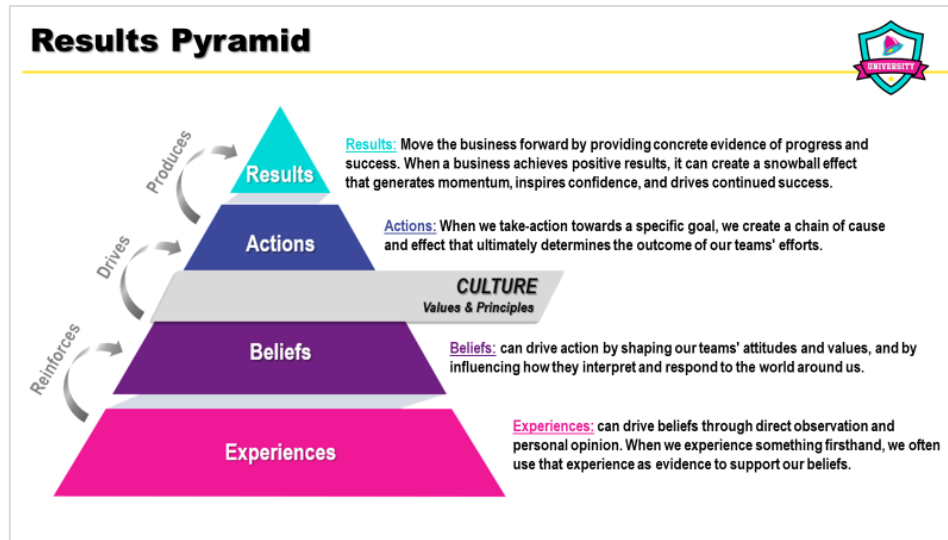 Results Pyramid
UNIVERSITY
Produces
Results
Results: Move the business forward by providing concrete evidence of progress and
success. When a business achieves positive results, it can create a snowball effect
that generates momentum, inspires confidence, and drives continued success.
Drives
Actions
Actions: When we take-action towards a specific goal, we create a chain of cause
and effect that ultimately determines the outcome of our teams' efforts.
CULTURE
Values & Principles
Reinforces
Beliefs
Beliefs: can drive action by shaping our teams' attitudes and values, and by
influencing how they interpret and respond to the world around us.
Experiences
Experiences: can drive beliefs through direct observation and
personal opinion. When we experience something firsthand, we often
use that experience as evidence to support our beliefs.